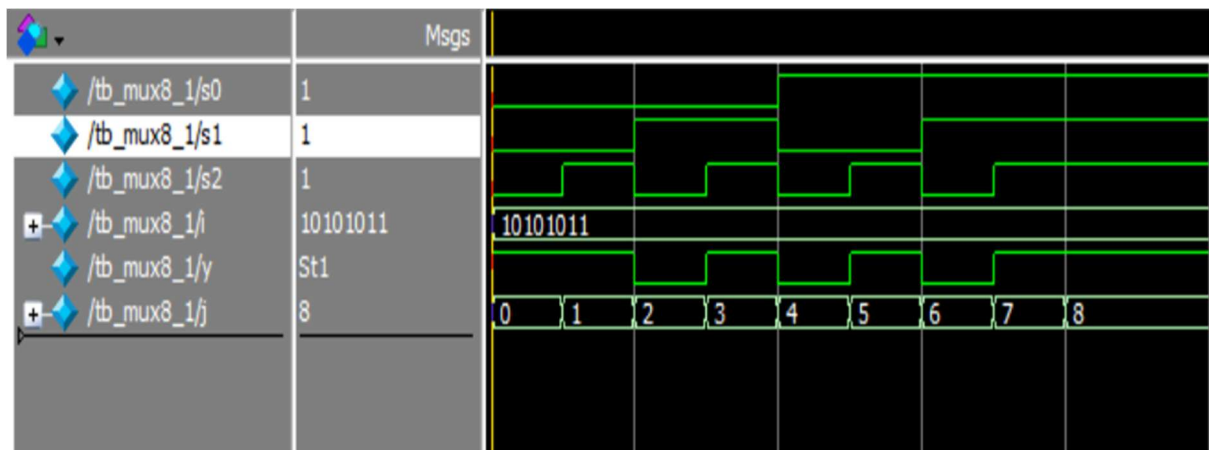 Msgs
/tb_mux8_1/s0 1
/tb_mux8_1/s1 1
/tb_mux8_1/s2 1
/tb_mux8_1/i 10101011 10101011
/tb_mux8_1/y St1
/tb_mux8_1/j 8 0 1 2 3 4 5 6 7 8